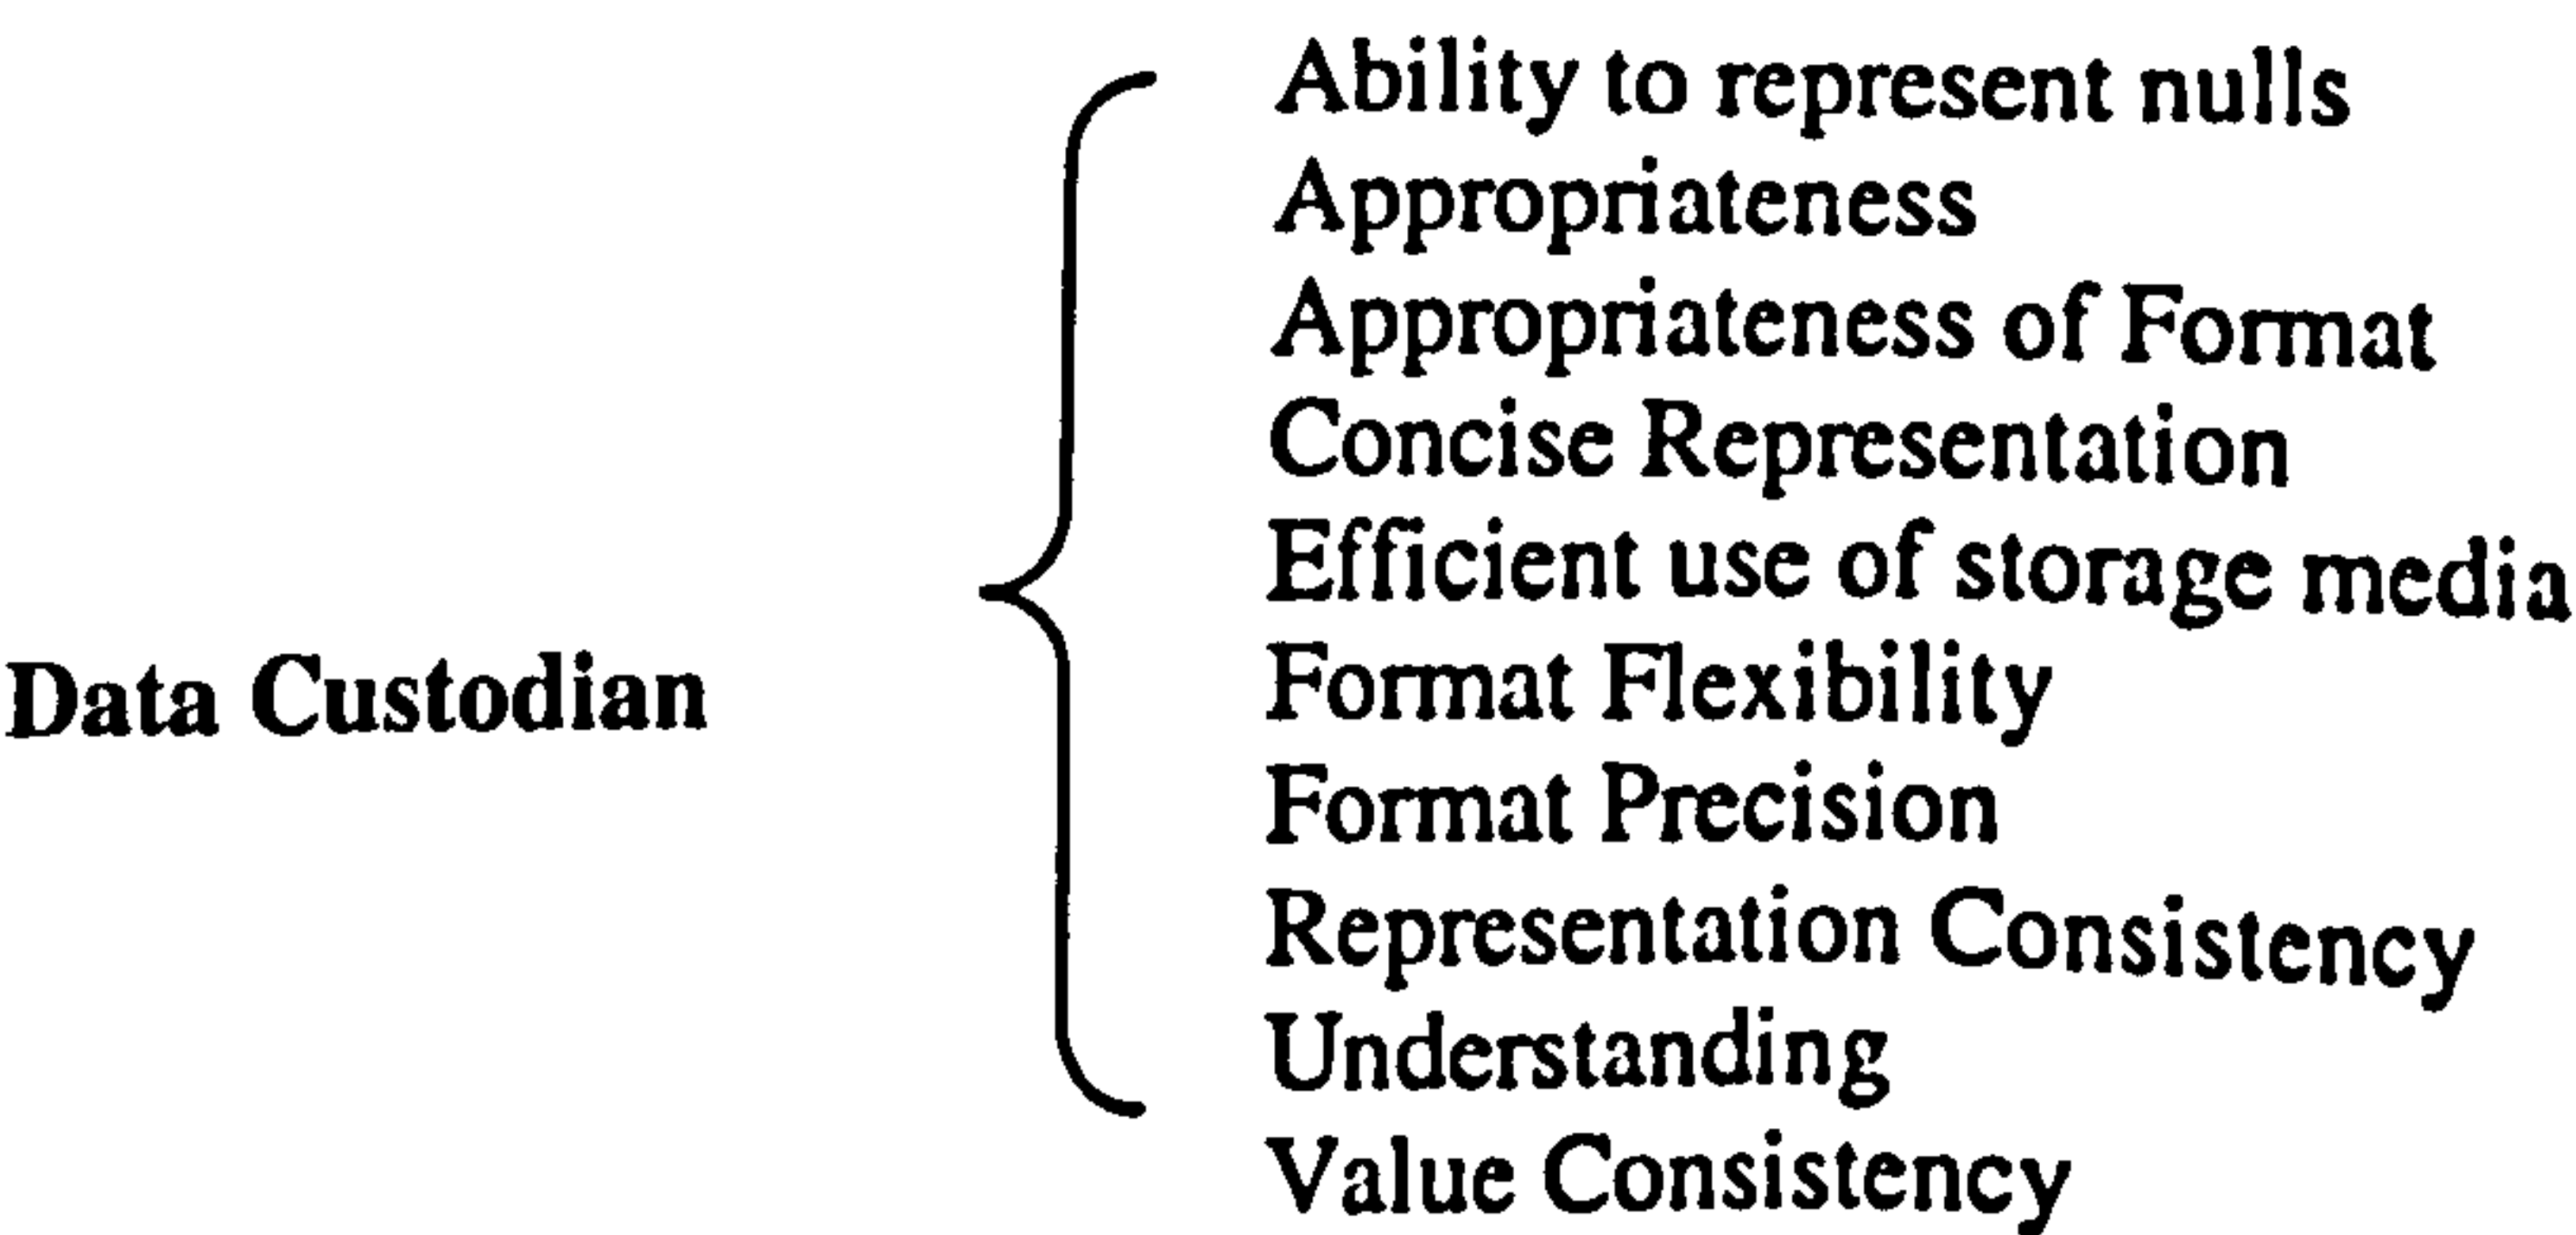 Ability to represent nulls
Appropriateness
Appropriateness of Format
Concise Representation
Efficient use of storage media
Data Custodian
Format Flexibility
Format Precision
Representation Consistency
Understanding
Value Consistency